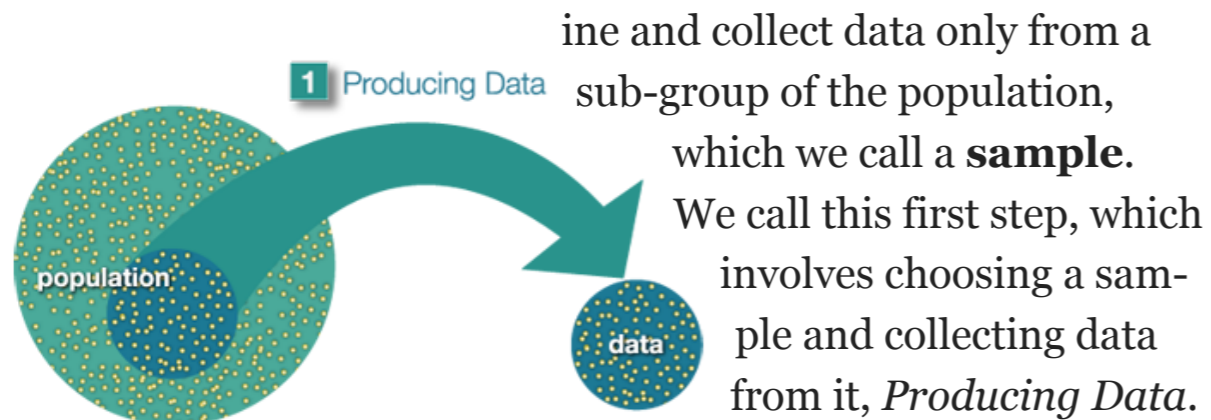 ine and collect data only from a
1 Producing Data
sub-group of the population,
which we call a sample.
We call this first step, which
population
involves choosing a sam-
ple and collecting data
data
from it, Producing Data.